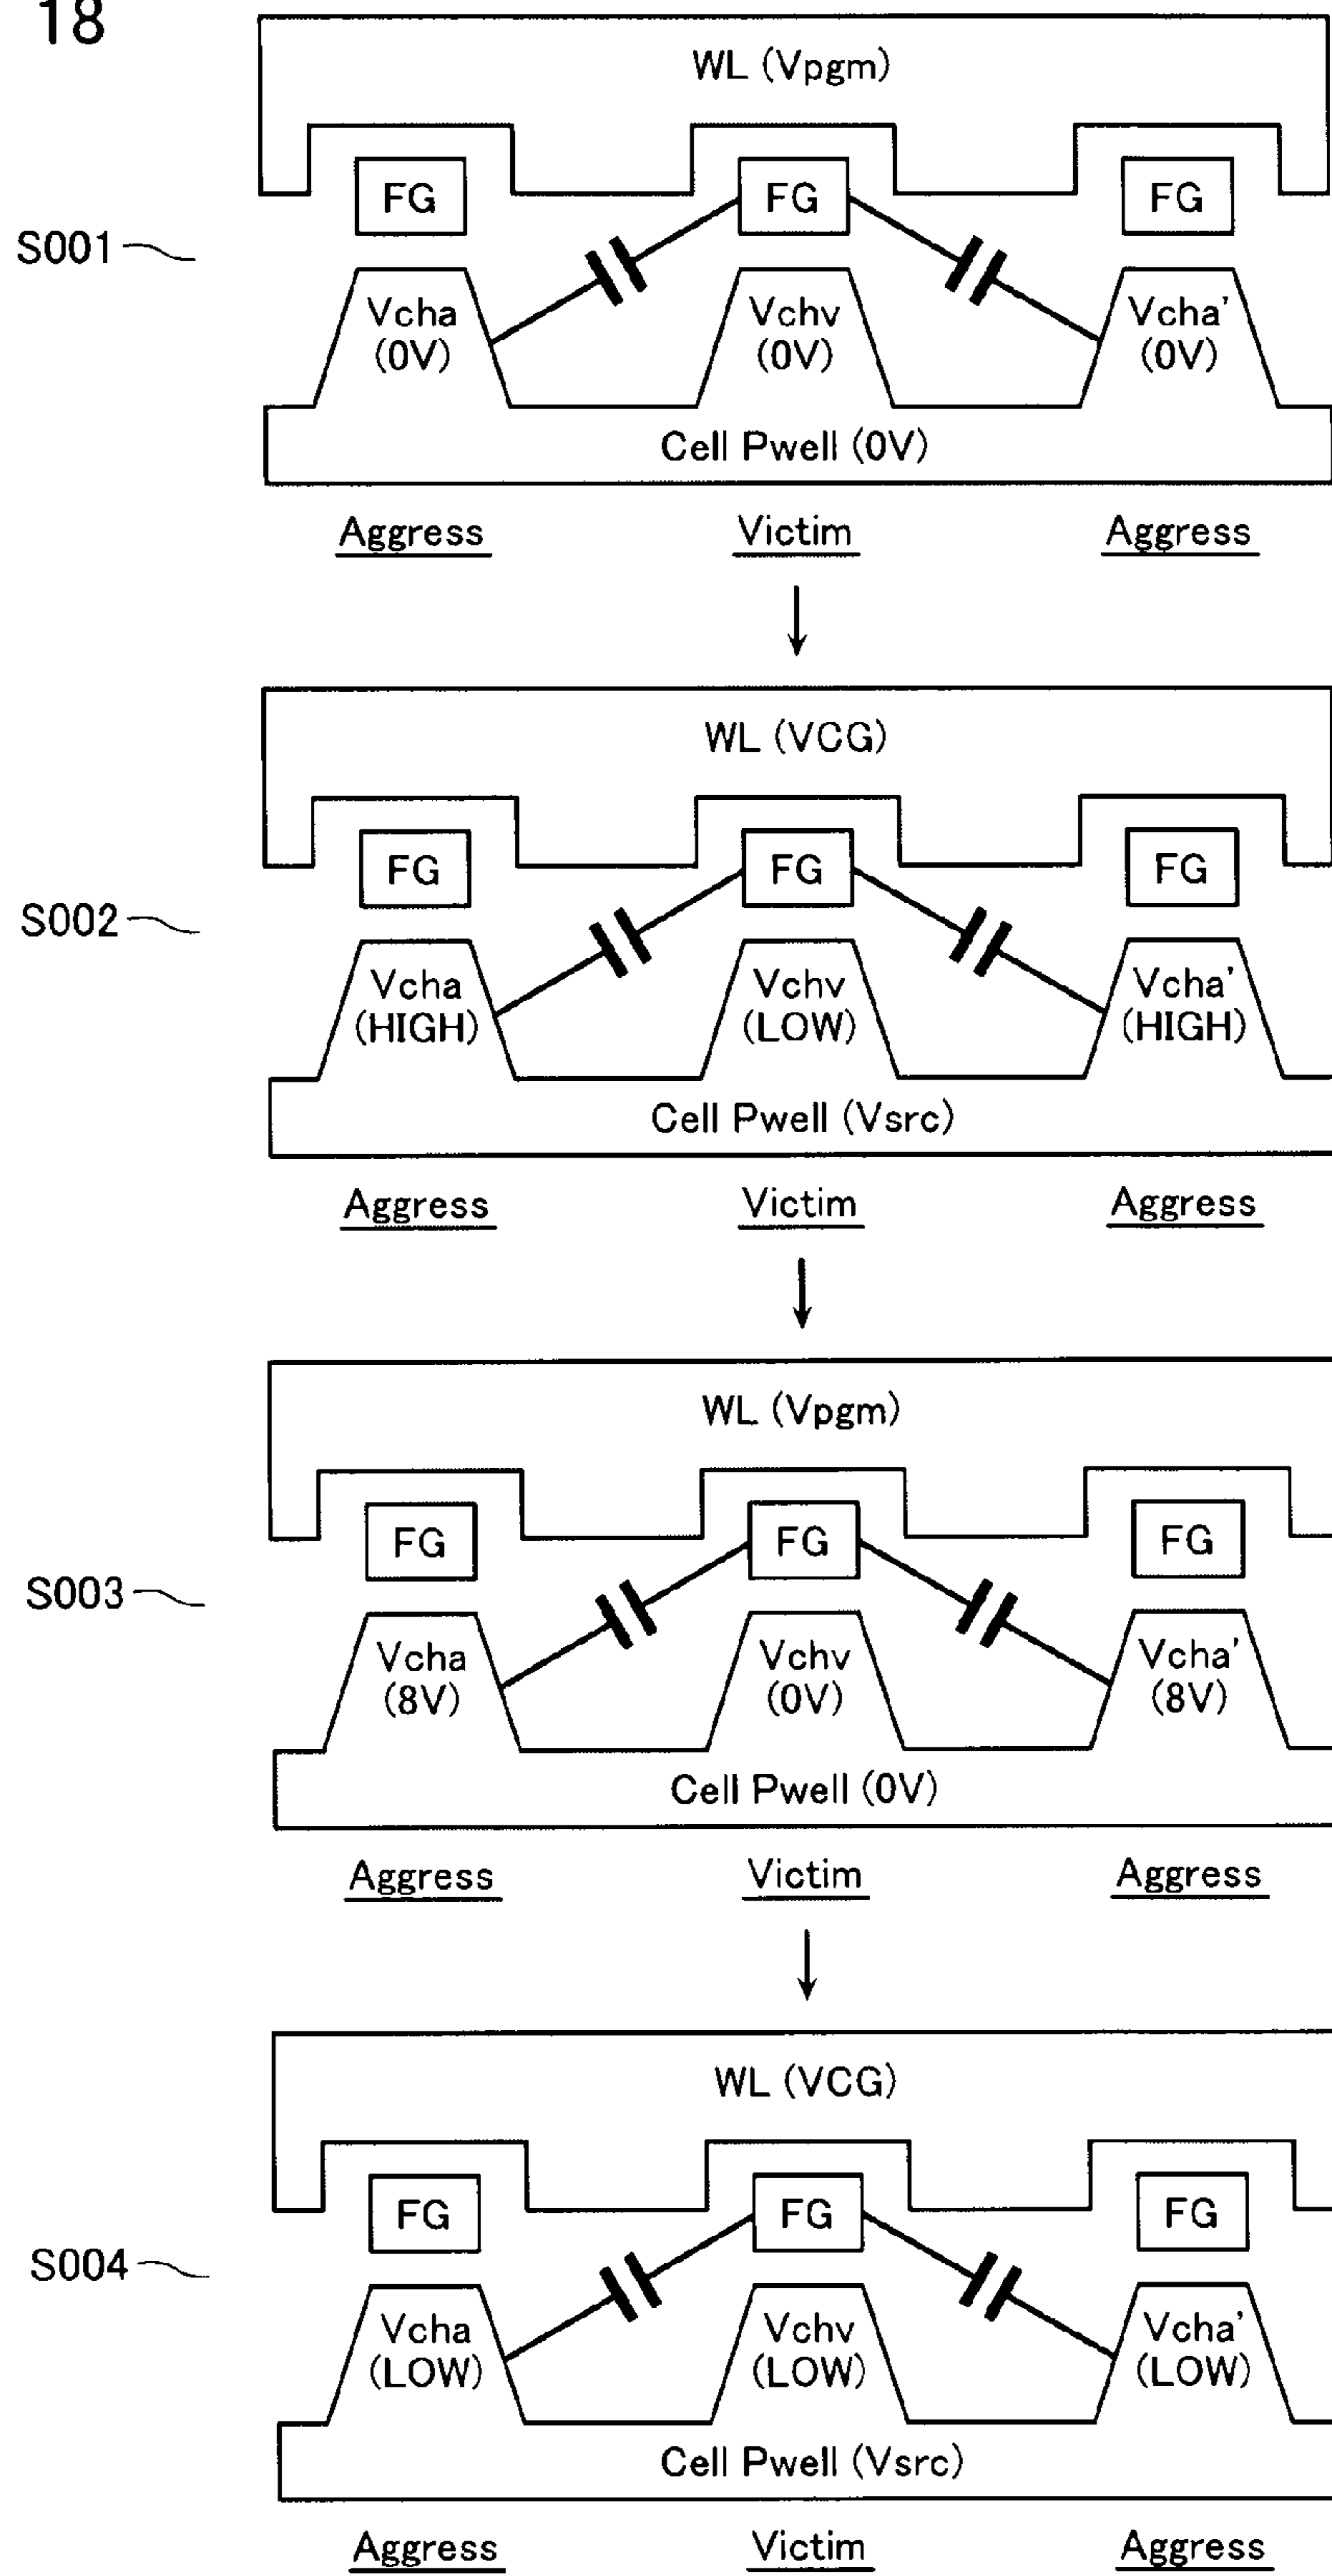 18
WL (Vpgm)
FG FG FG
S001
Vcha Vchv Vcha'
(0V) (0V) (0V)
Cell Pwell (0V)
Aggress Victim Aggress
WL (VCG)
FG FG FG
S002
Vcha Vchv Vcha'
(HIGH) (LOW) (HIGH)
Cell Pwell (Vsrc)
Aggress Victim Aggress
WL (Vpgm)
FG FG FG
S003
Vcha Vchv Vcha'
(8V) (0V) (8V)
Cell Pwell (0V)
Aggress Victim Aggress
WL (VCG)
FG FG FG
S004
Vcha Vchv Vcha'
(LOW) (LOW) (LOW)
Cell Pwell (Vsrc)
Aggress Victim Aggress